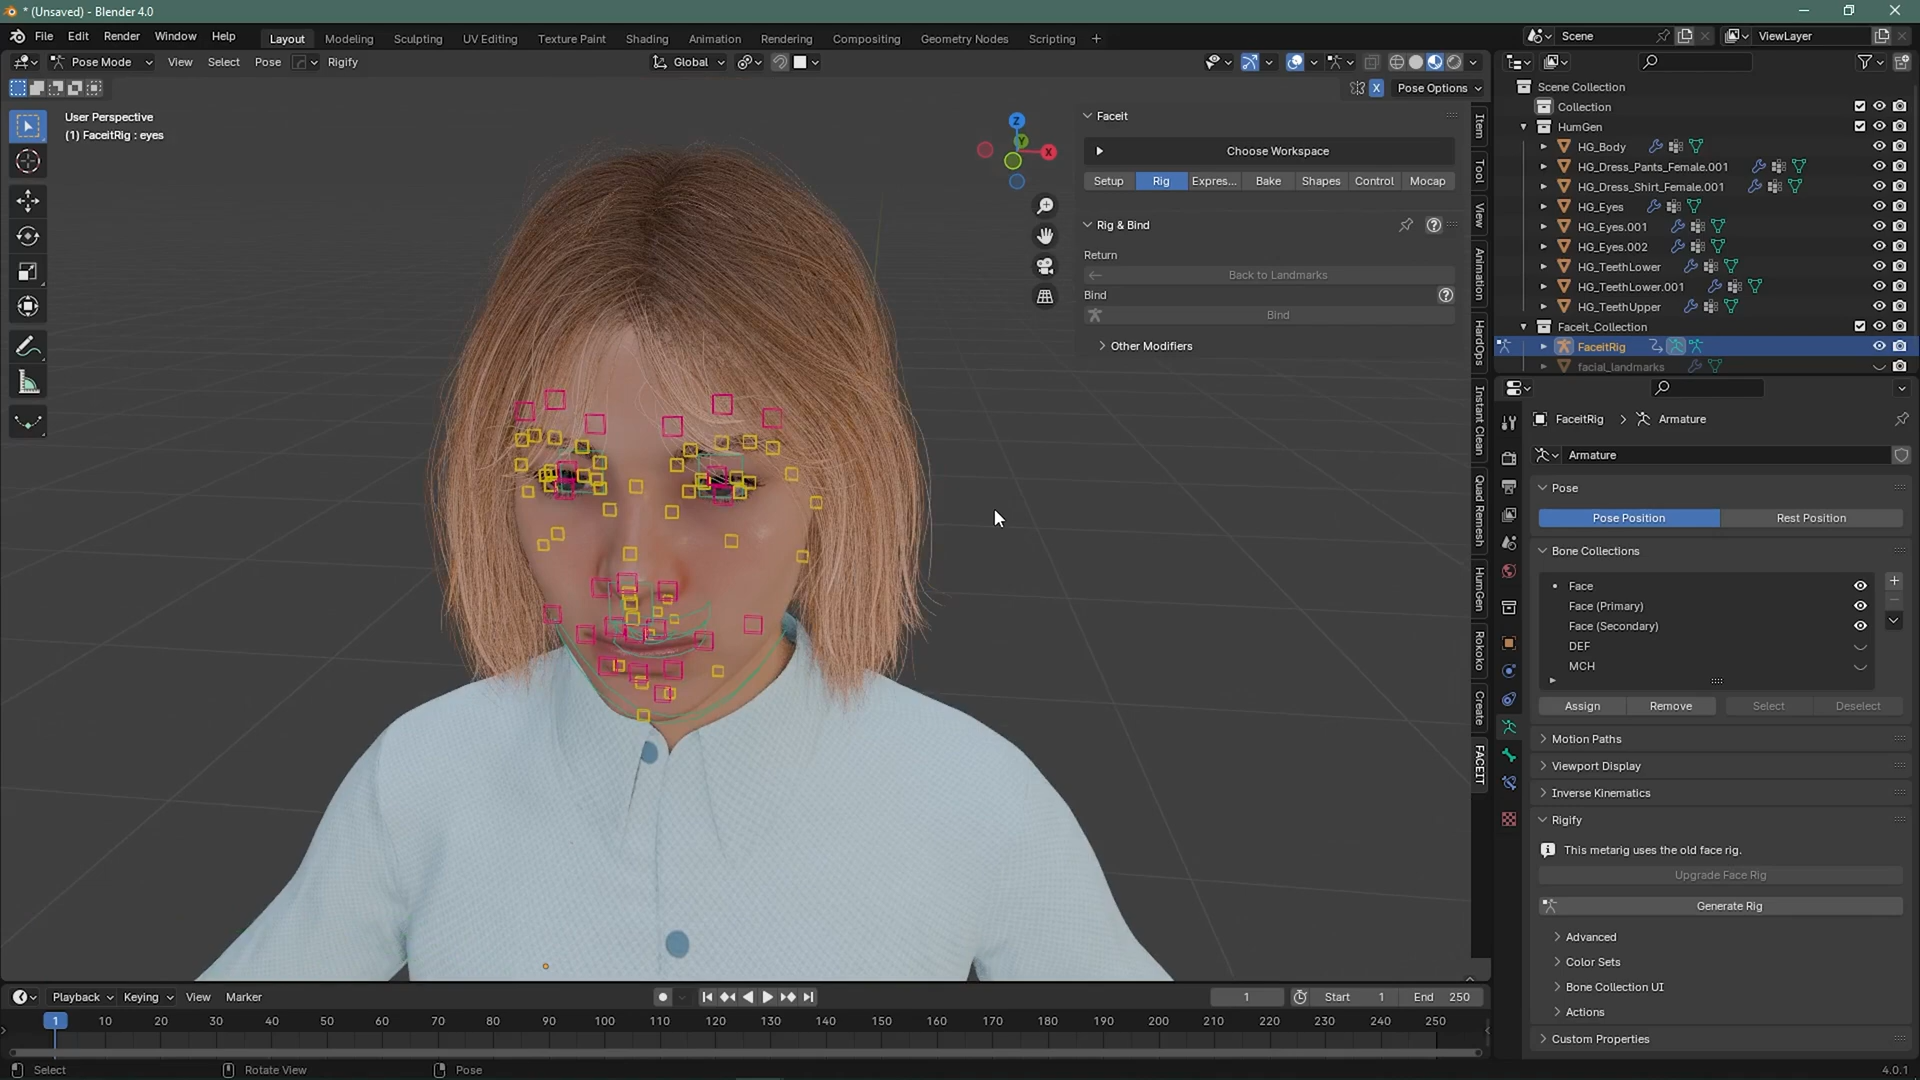 * (Unsaved) - Blender 4.0
File Edit Render Window Help Layout Modeling Sculpting UV Editing Texture Paint Shading Animation Rendering Compositing Geometry Nodes Scripting + Scene ViewLayer
Pose Mode View Select Pose Rigify Global
X Pose Options
User Perspective
(1) FaceitRig : eyes
Z
Y
X
Faceit
Choose Workspace
Setup Rig Expres... Bake Shapes Control Mocap
Rig & Bind
Return
Back to Landmarks
Bind
Bind
Other Modifiers
Item
Tool
View
Animation
HardOps
Instant Clean
Quad Remesh
HumGen
Rokoko
Create
FACEIT
Scene Collection
Collection
HumGen
HG_Body
HG_Dress_Pants_Female.001
HG_Dress_Shirt_Female.001
HG_Eyes
HG_Eyes.001
HG_Eyes.002
HG_TeethLower
HG_TeethLower.001
HG_TeethUpper
Faceit_Collection
FaceitRig
facial_landmarks
FaceitRig > Armature
Armature
Pose
Pose Position Rest Position
Bone Collections
Face
Face (Primary)
Face (Secondary)
DEF
MCH
Assign Remove Select Deselect
Motion Paths
Viewport Display
Inverse Kinematics
Rigify
This metarig uses the old face rig.
Upgrade Face Rig
Generate Rig
Advanced
Color Sets
Bone Collection UI
Actions
Custom Properties
Playback Keying View Marker 1 Start 1 End 250
1 10 20 30 40 50 60 70 80 90 100 110 120 130 140 150 160 170 180 190 200 210 220 230 240 250
Select Rotate View Pose 4.0.1